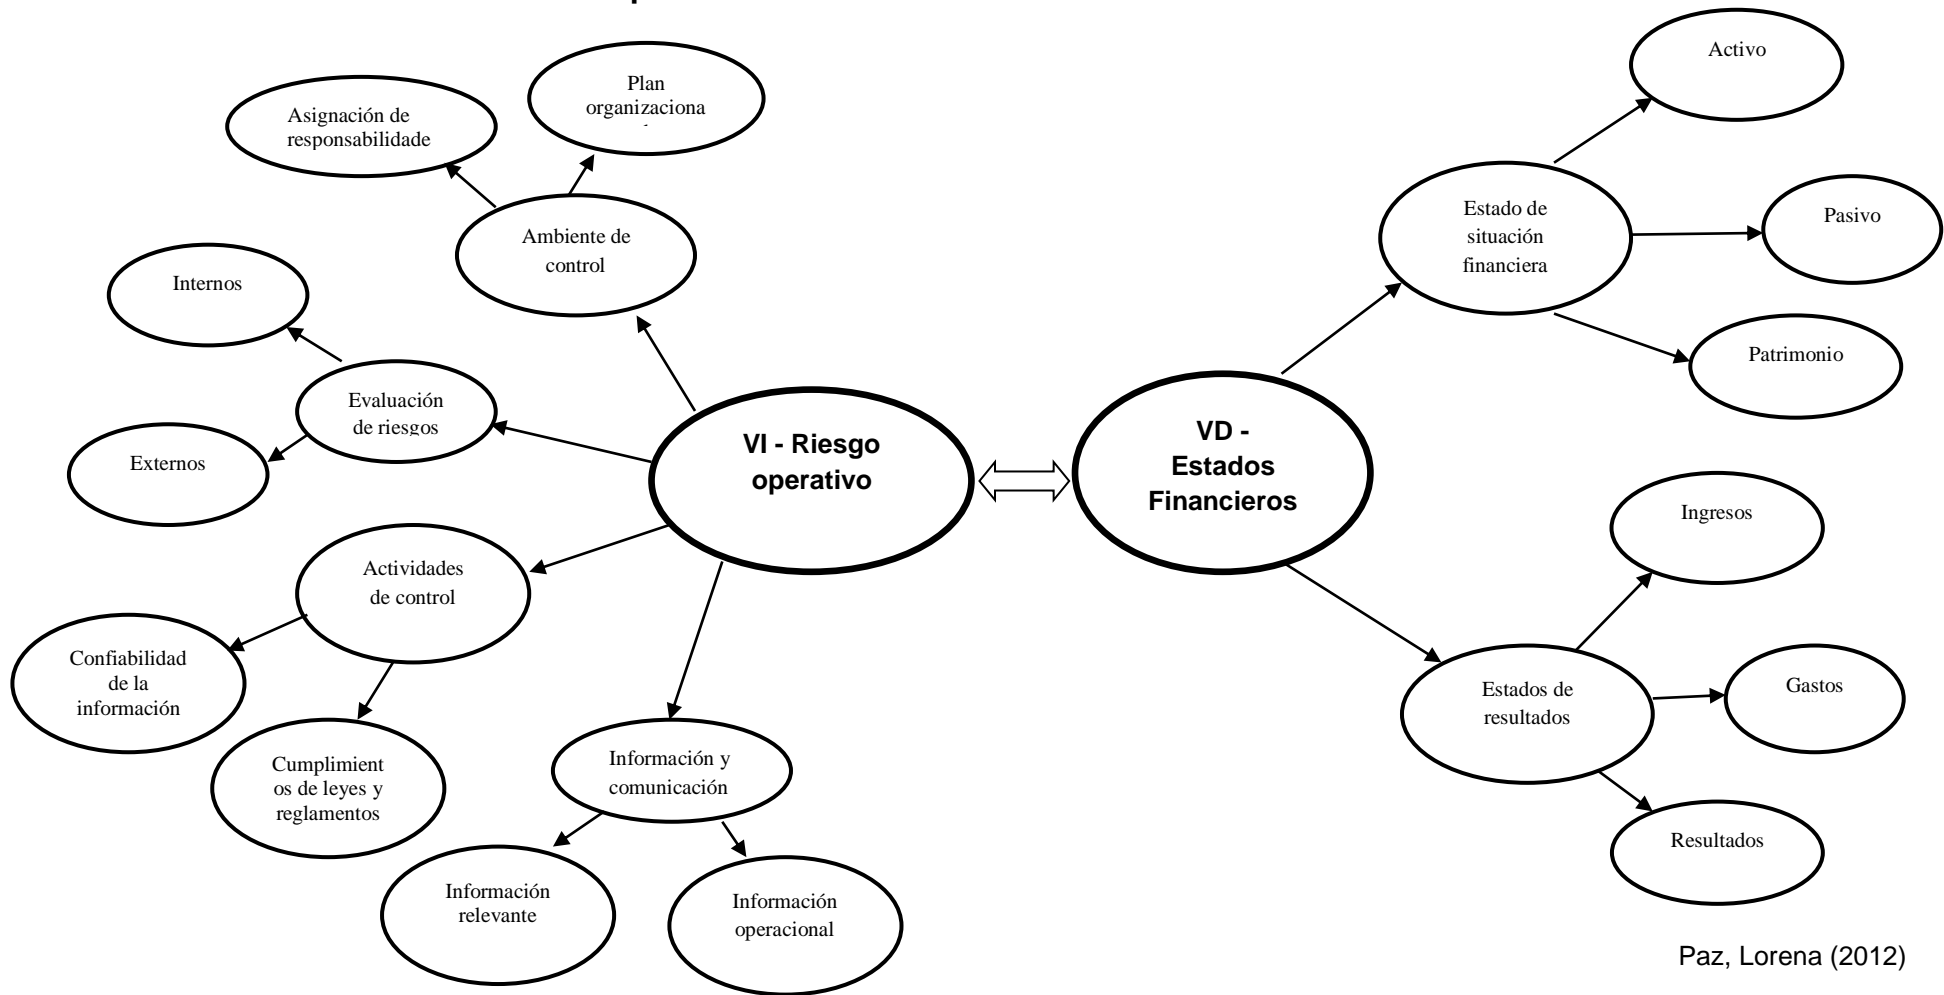 Plan
organizaciona
Asignación de
responsabilidade
Ambiente de
control
Internos
Evaluación
de riesgos
Externos
VI - Riesgo
operativo
Actividades
de control
Confiabilidad
de la
información
Cumplimient
os de leyes y
reglamentos
Información y
comunicación
Información
relevante
Información
operacional
VD -
Estados
Financieros
Estado de
situación
financiera
Activo
Pasivo
Patrimonio
Estados de
resultados
Ingresos
Gastos
Resultados
Paz, Lorena (2012)